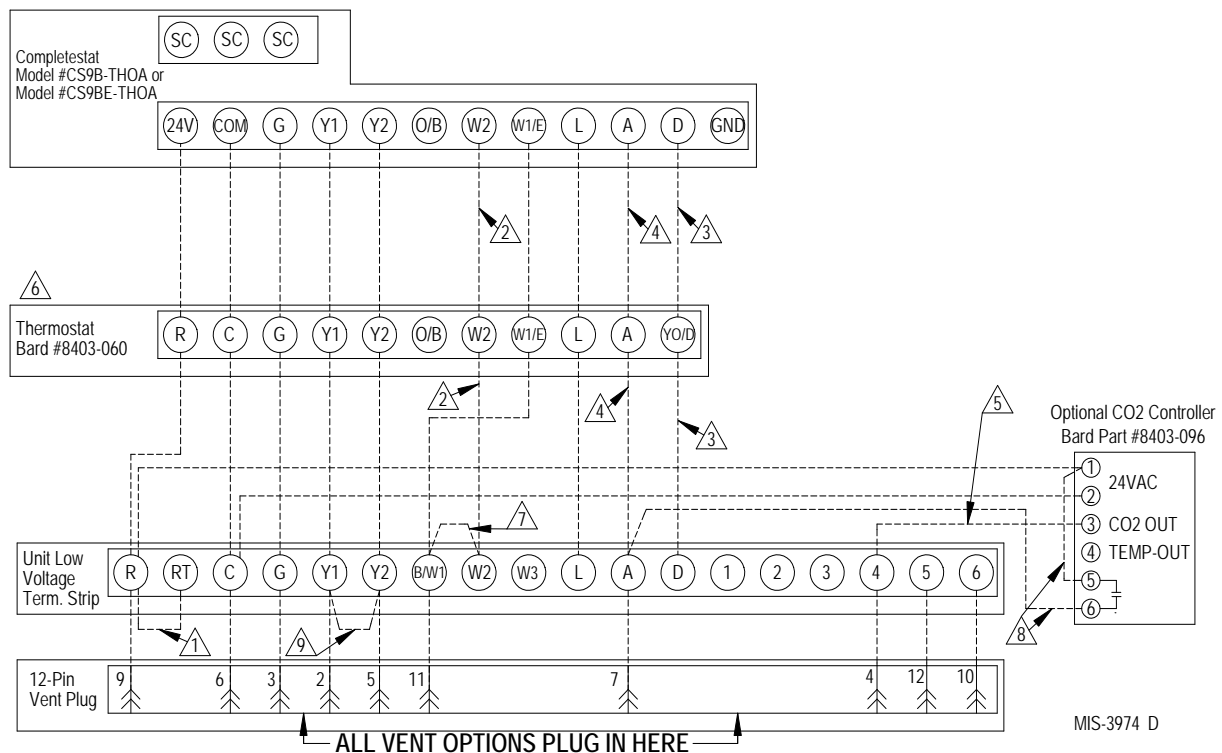 SC SC SC
Completestat
Model #CS9B-THOA or
Model #CS9BE-THOA
24V COM G Y1 Y2 O/B W2 W1/E L A D GND
2 4 3
6
Thermostat
Bard #8403-060
R C G Y1 Y2 O/B W2 W1/E L A YO/D
2 4 3
5
Optional CO2 Controller
Bard Part #8403-096
1
24VAC
2
3 CO2 OUT
4 TEMP-OUT
5
6
7
Unit Low
Voltage
Term. Strip
R RT C G Y1 Y2 B/W1 W2 W3 L A D 1 2 3 4 5 6
1 9 8
12-Pin
Vent Plug
9 6 3 2 5 11 7 4 12 10
ALL VENT OPTIONS PLUG IN HERE
MIS-3974 D